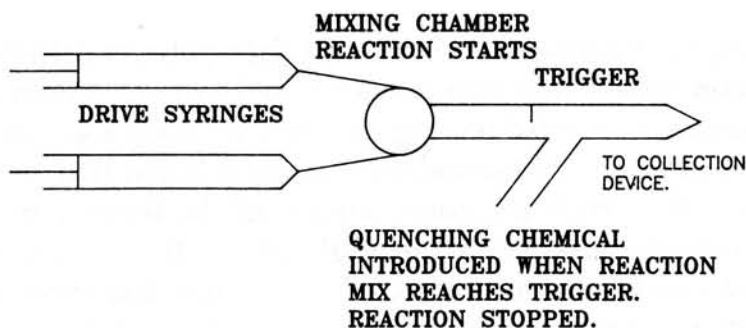 MIXING CHAMBER
REACTION STARTS
TRIGGER
DRIVE SYRINGES
TO COLLECTION
DEVICE.
QUENCHING CHEMICAL
INTRODUCED WHEN REACTION
MIX REACHES TRIGGER.
REACTION STOPPED.